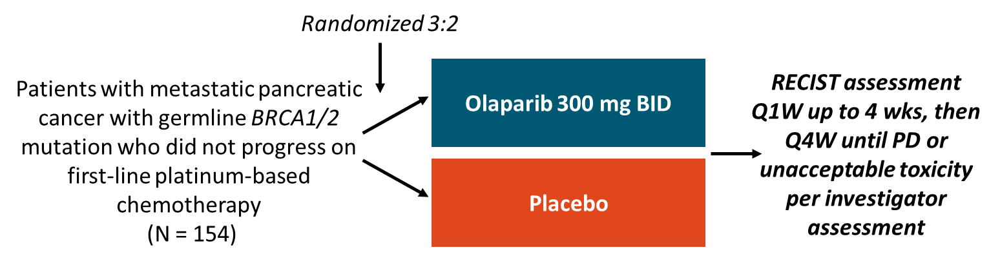 Randomized 3:2
Patients with metastatic pancreatic
cancer with germline BRCA1/2
mutation who did not progress on
first-line platinum-based
chemotherapy
(N = 154)
Olaparib 300 mg BID
Placebo
RECIST assessment
Q1W up to 4 wks, then
Q4W until PD or
unacceptable toxicity
per investigator
assessment